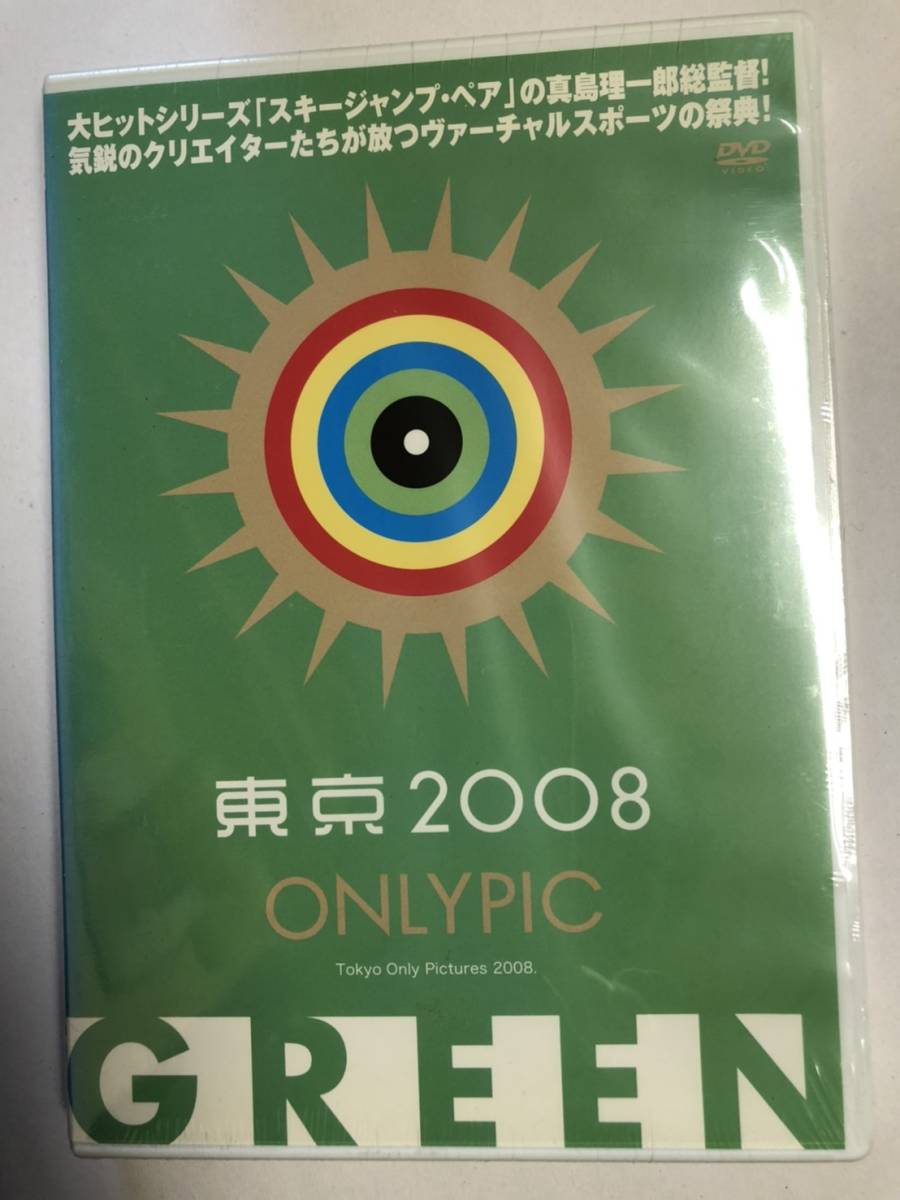 大ヒットシリーズ「スキージャンプ・ペア」の真島理一郎総監督!
気鋭のクリエイターたちが放つヴァーチャルスポーツの祭典!
DVD
VIDEO
東京2008
ONLYPIC
Tokyo Only Pictures 2008.
GREEN